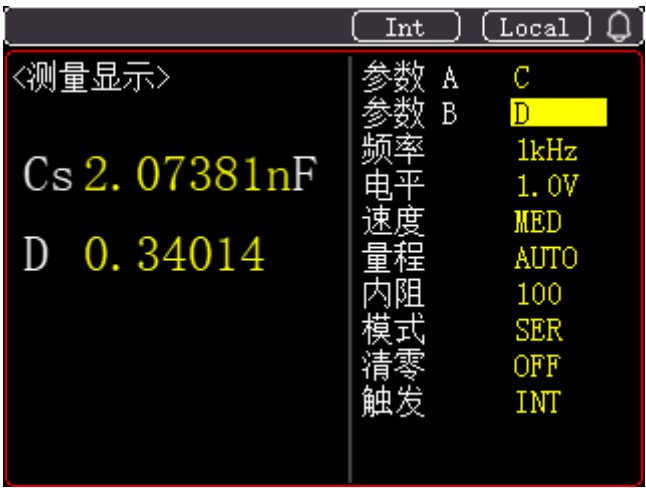 Int Local
<测量显示>
Cs 2.07381nF
D 0.34014
参数 A C
参数 B D
频率 1kHz
电平 1.0V
速度 MED
量程 AUTO
内阻 100
模式 SER
清零 OFF
触发 INT